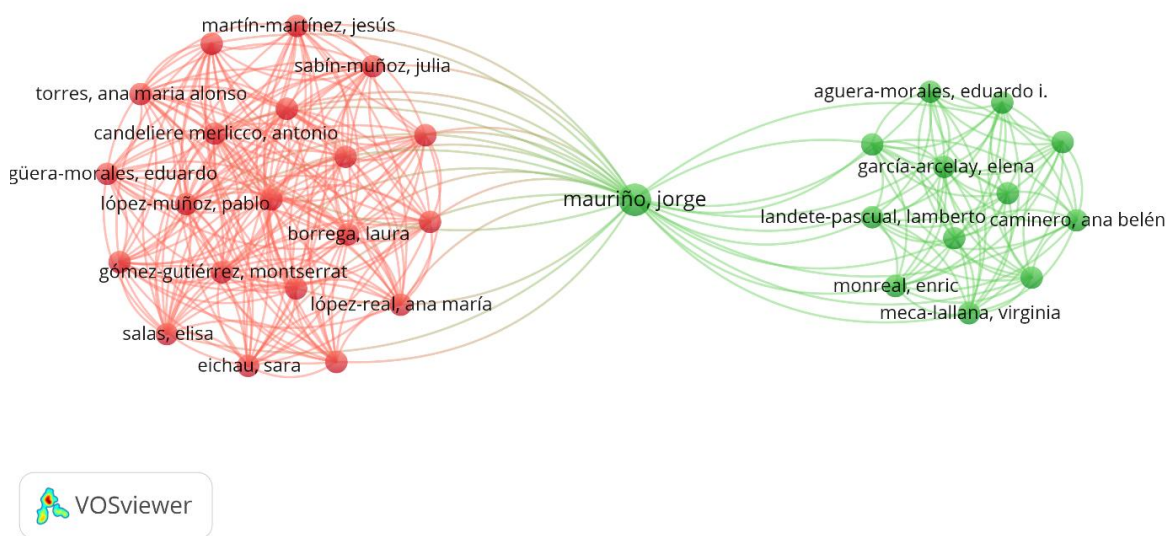 martín-martínez, jesús
sabín-muñoz, julia
torres, ana maria alonso
candeliere merlicco, antonio
güera-morales, eduardo
lópez-muñoz, pablo
borrega, laura
gómez-gutiérrez, montserrat
lópez-real, ana maría
salas, elisa
eichau, sara
mauriño, jorge
aguera-morales, eduardo i.
garcía-arcelay, elena
landete-pascual, lamberto
caminero, ana belén
monreal, enric
meca-lallana, virginia
VOSviewer